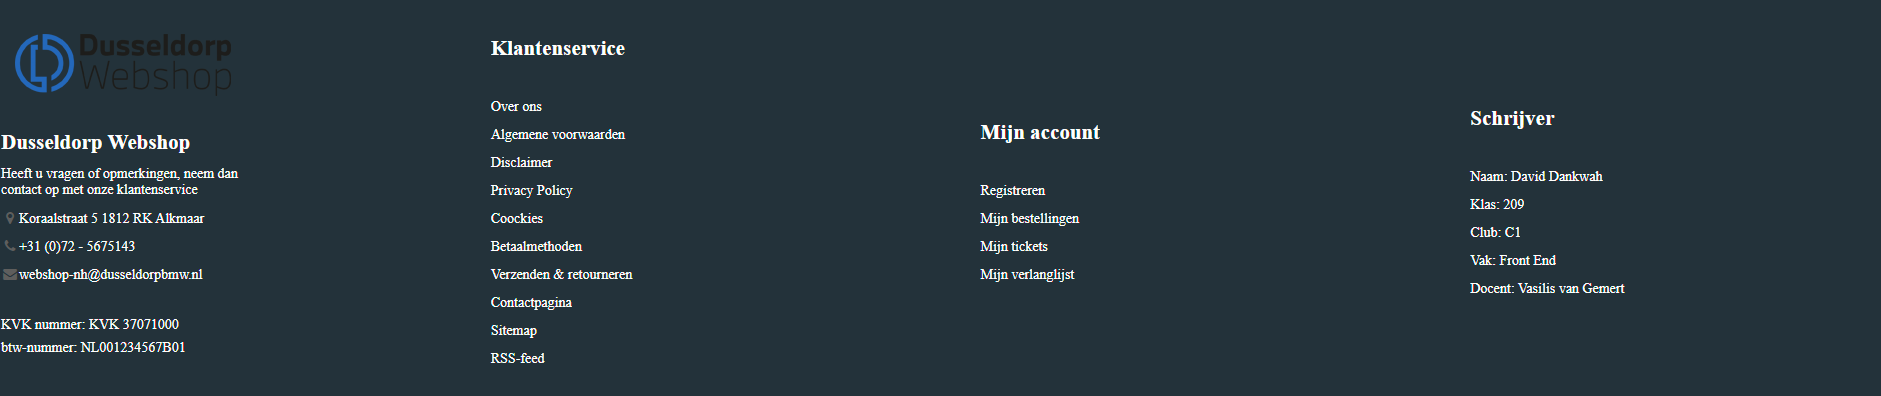 Dusseldorp
Webshop
Dusseldorp Webshop
Heeft u vragen of opmerkingen, neem dan
contact op met onze klantenservice
Koraalstraat 5 1812 RK Alkmaar
+31 (0)72 - 5675143
webshop-nh@dusseldorpbmw.nl
KVK nummer: KVK 37071000
btw-nummer: NL001234567B01
Klantenservice
Over ons
Algemene voorwaarden
Disclaimer
Privacy Policy
Coockies
Betaalmethoden
Verzenden & retourneren
Contactpagina
Sitemap
RSS-feed
Mijn account
Registreren
Mijn bestellingen
Mijn tickets
Mijn verlanglijst
Schrijver
Naam: David Dankwah
Klas: 209
Club: C1
Vak: Front End
Docent: Vasilis van Gemert